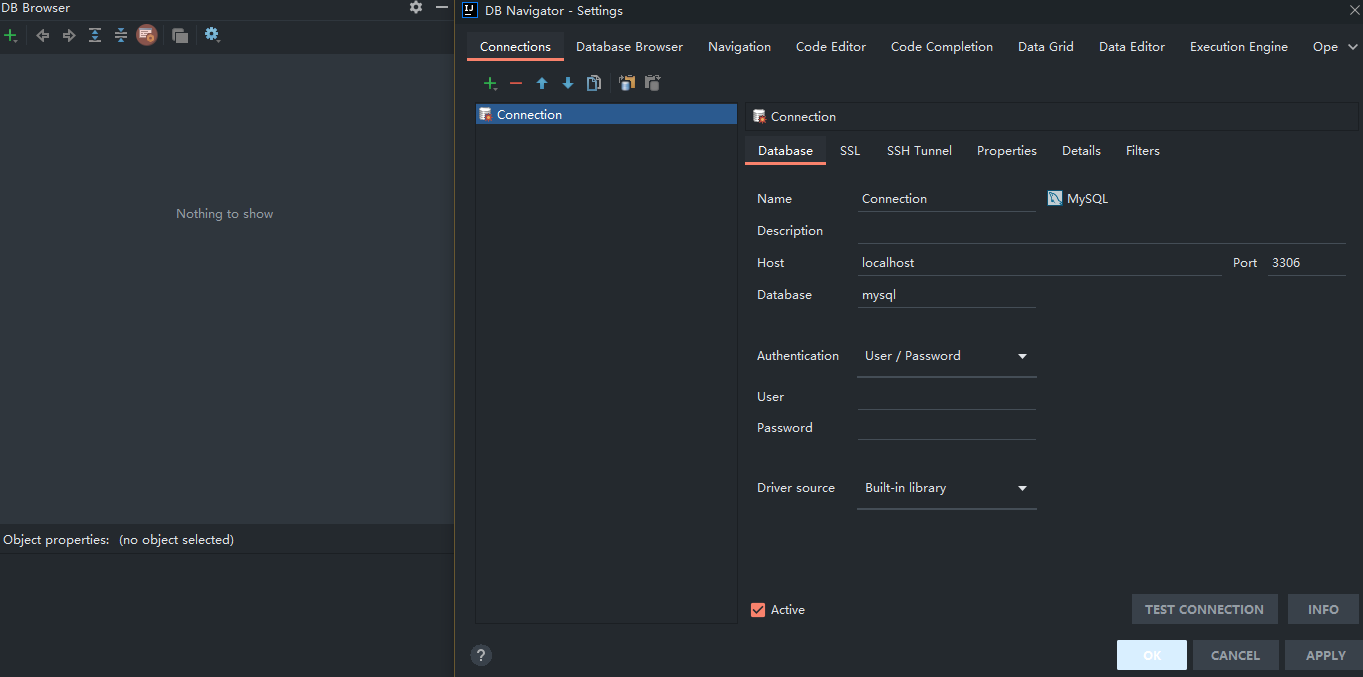 DB Browser
Nothing to show
Object properties: (no object selected)
DB Navigator - Settings
Connections Database Browser Navigation Code Editor Code Completion Data Grid Data Editor Execution Engine Ope
Connection
Connection
Database SSL SSH Tunnel Properties Details Filters
Name Connection MySQL
Description
Host localhost Port 3306
Database mysql
Authentication User / Password
User
Password
Driver source Built-in library
Active
TEST CONNECTION INFO
? OK CANCEL APPLY